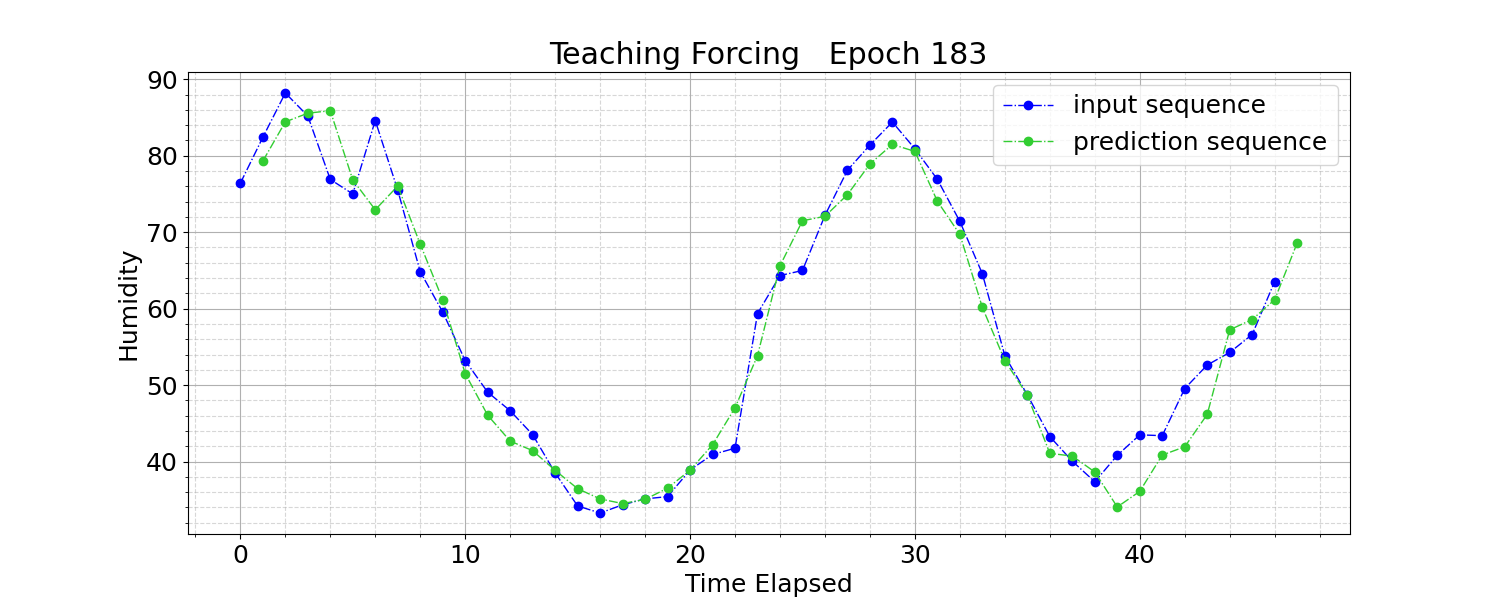 Teaching Forcing   Epoch 183
90
80
70
60
50
40
Humidity
input sequence
prediction sequence
0 10 20 30 40
Time Elapsed